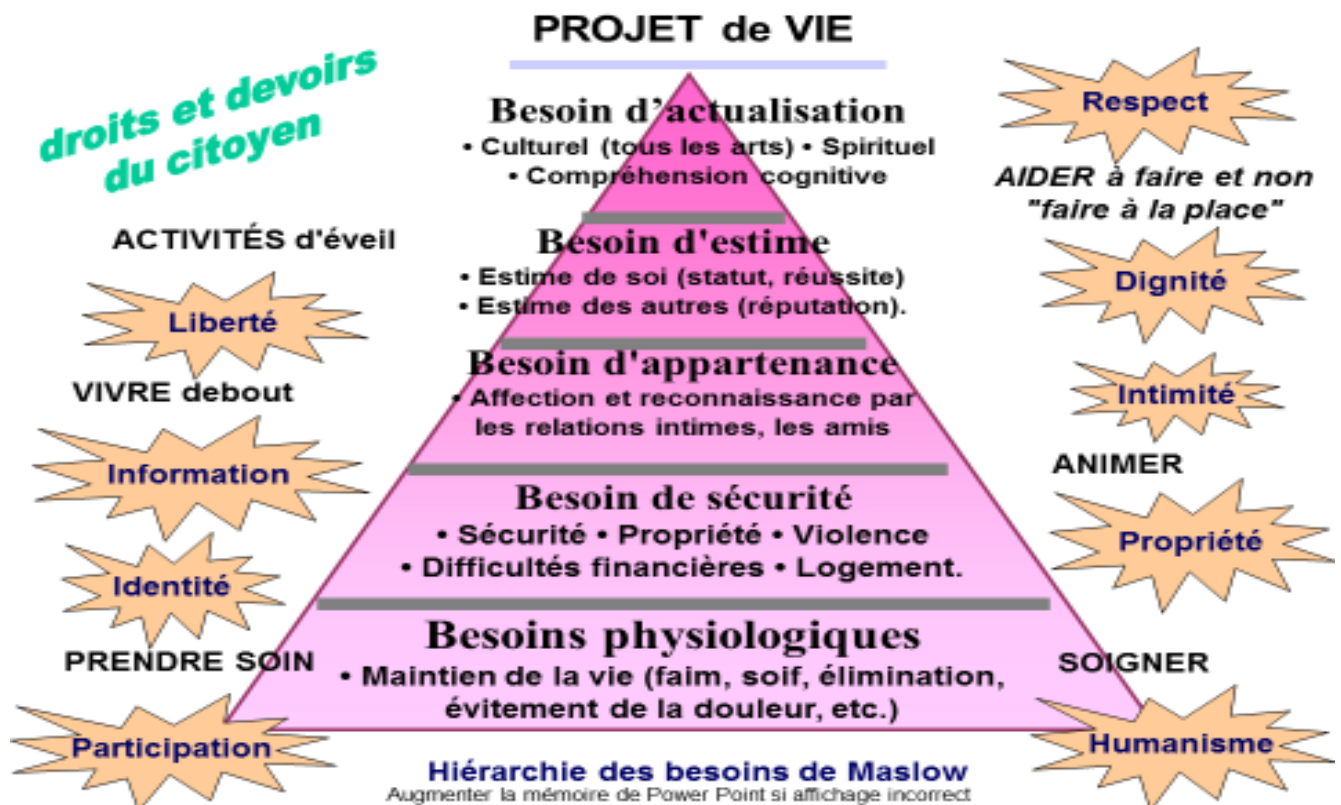 PROJET de VIE
droits et devoirs
du citoyen
Besoin d'actualisation
• Culturel (tous les arts) • Spirituel
• Compréhension cognitive
Respect
AIDER à faire et non
"faire à la place"
ACTIVITÉS d'éveil
Besoin d'estime
• Estime de soi (statut, réussite)
• Estime des autres (réputation).
Dignité
Liberté
VIVRE debout
Besoin d'appartenance
• Affection et reconnaissance par
les relations intimes, les amis
Intimité
ANIMER
Information
Besoin de sécurité
• Sécurité • Propriété • Violence
• Difficultés financières • Logement.
Propriété
Identité
PRENDRE SOIN
Besoins physiologiques
• Maintien de la vie (faim, soif, élimination,
évitement de la douleur, etc.)
SOIGNER
Participation
Humanisme
Hiérarchie des besoins de Maslow
Augmenter la mémoire de Power Point si affichage incorrect